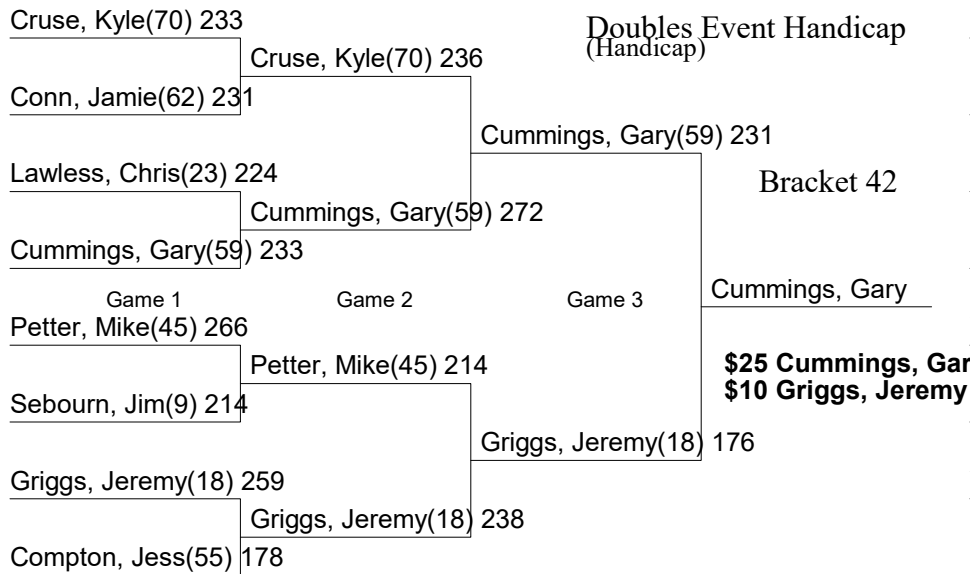 Cruse, Kyle(70) 233
Doubles Event Handicap
(Handicap)
Cruse, Kyle(70) 236
Conn, Jamie(62) 231
Cummings, Gary(59) 231
Lawless, Chris(23) 224
Bracket 42
Cummings, Gary(59) 272
Cummings, Gary(59) 233
Game 1 Game 2 Game 3 Cummings, Gary
Petter, Mike(45) 266
Petter, Mike(45) 214
$25 Cummings, Gar
$10 Griggs, Jeremy
Sebourn, Jim(9) 214
Griggs, Jeremy(18) 176
Griggs, Jeremy(18) 259
Griggs, Jeremy(18) 238
Compton, Jess(55) 178